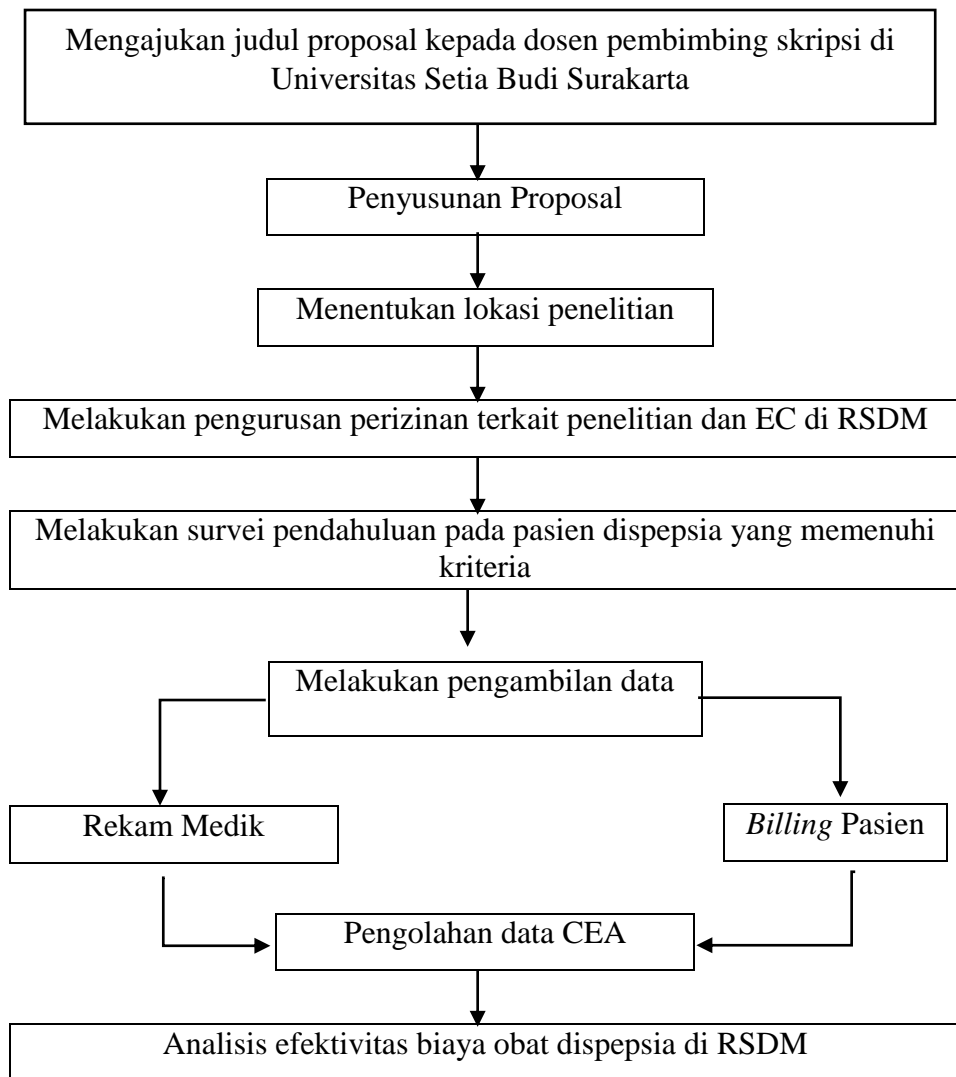 Mengajukan judul proposal kepada dosen pembimbing skripsi di
Universitas Setia Budi Surakarta
Penyusunan Proposal
Menentukan lokasi penelitian
Melakukan pengurusan perizinan terkait penelitian dan EC di RSDM
Melakukan survei pendahuluan pada pasien dispepsia yang memenuhi
kriteria
Melakukan pengambilan data
Rekam Medik
Billing Pasien
Pengolahan data CEA
Analisis efektivitas biaya obat dispepsia di RSDM